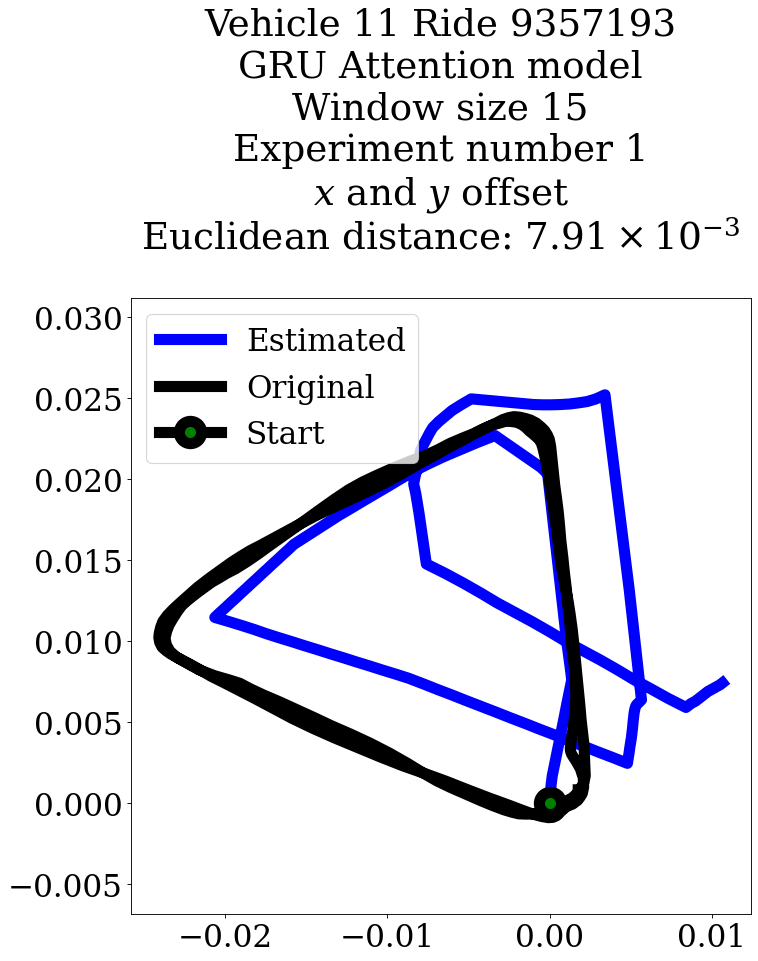 Vehicle 11 Ride 9357193
GRU Attention model
Window size 15
Experiment number 1
x and y offset
Euclidean distance: 7.91 × 10⁻³
0.030
Estimated
0.025
Original
Start
0.020
0.015
0.010
0.005
0.000
−0.005
−0.02
−0.01
0.00
0.01